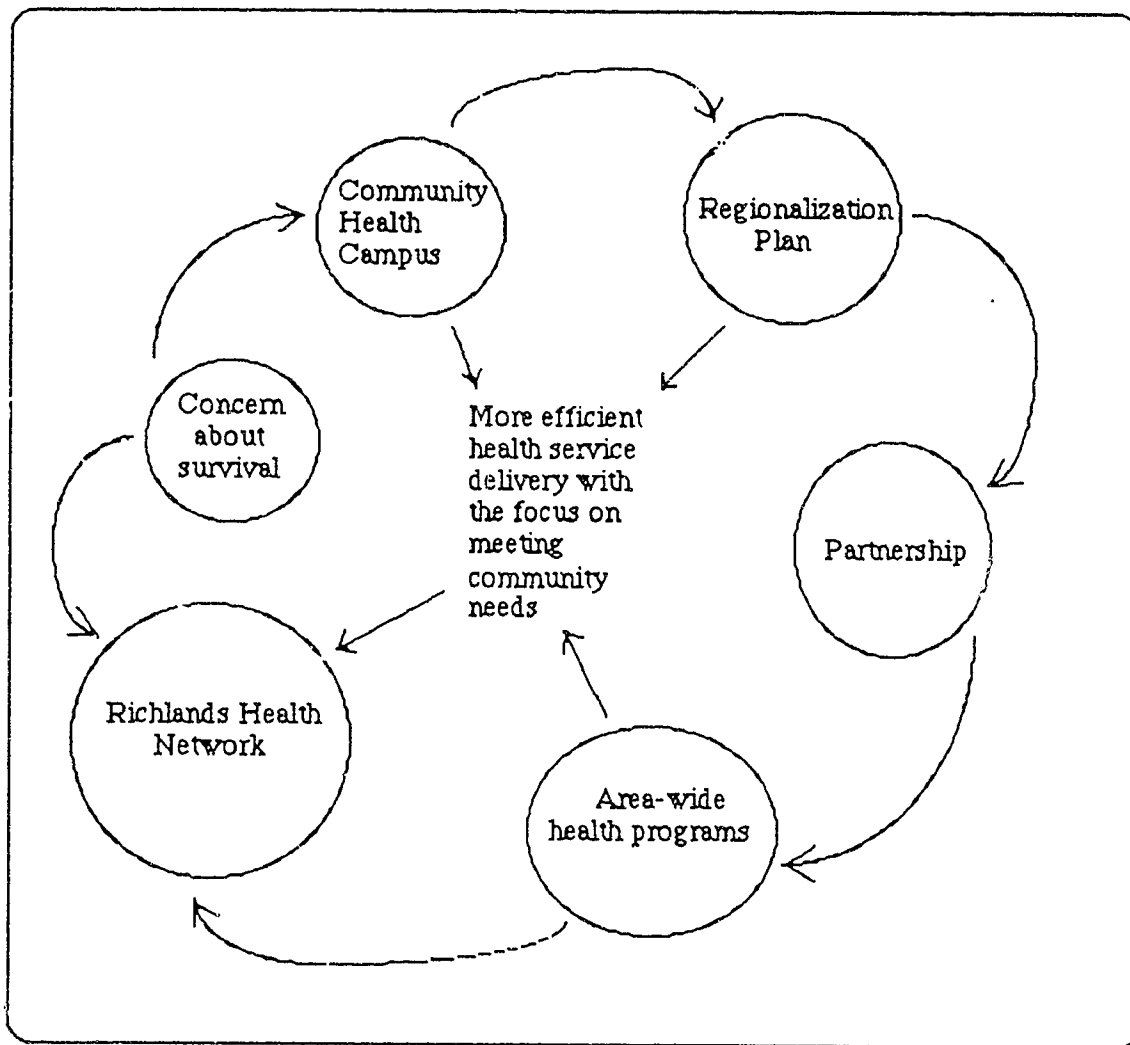 Community
Health
Campus
Regionalization
Plan
Concern
about
survival
More efficient
health service
delivery with
the focus on
meeting
community
needs
Partnership
Richlands Health
Network
Area-wide
health programs